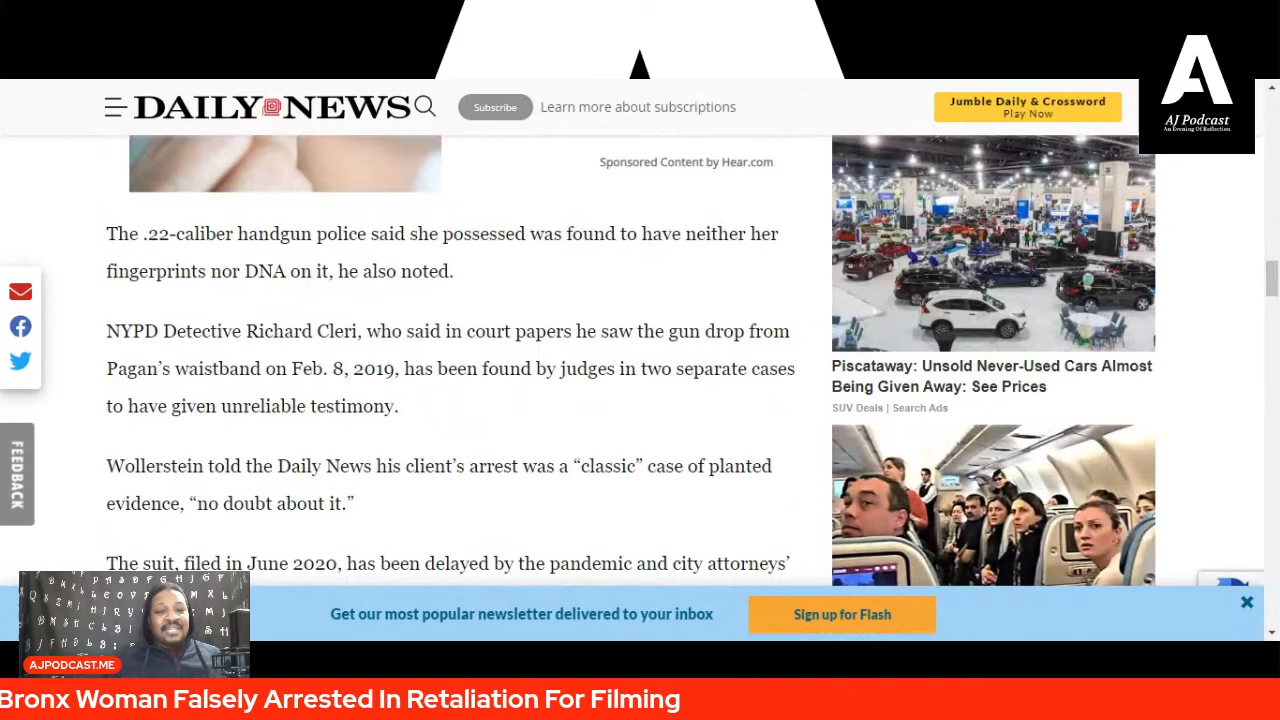 DAILY NEWS
Subscribe
Learn more about subscriptions
Jumble Daily & Crossword
Play Now
A
AJ Podcast
An Evening Of Reflection
Sponsored Content by Hear.com
The .22-caliber handgun police said she possessed was found to have neither her
fingerprints nor DNA on it, he also noted.
NYPD Detective Richard Cleri, who said in court papers he saw the gun drop from
Pagan’s waistband on Feb. 8, 2019, has been found by judges in two separate cases
to have given unreliable testimony.
Wollerstein told the Daily News his client’s arrest was a “classic” case of planted
evidence, “no doubt about it.”
The suit, filed in June 2020, has been delayed by the pandemic and city attorneys’
Piscataway: Unsold Never-Used Cars Almost
Being Given Away: See Prices
SUV Deals | Search Ads
FEEDBACK
Get our most popular newsletter delivered to your inbox
Sign up for Flash
AJPODCAST.ME
Bronx Woman Falsely Arrested In Retaliation For Filming